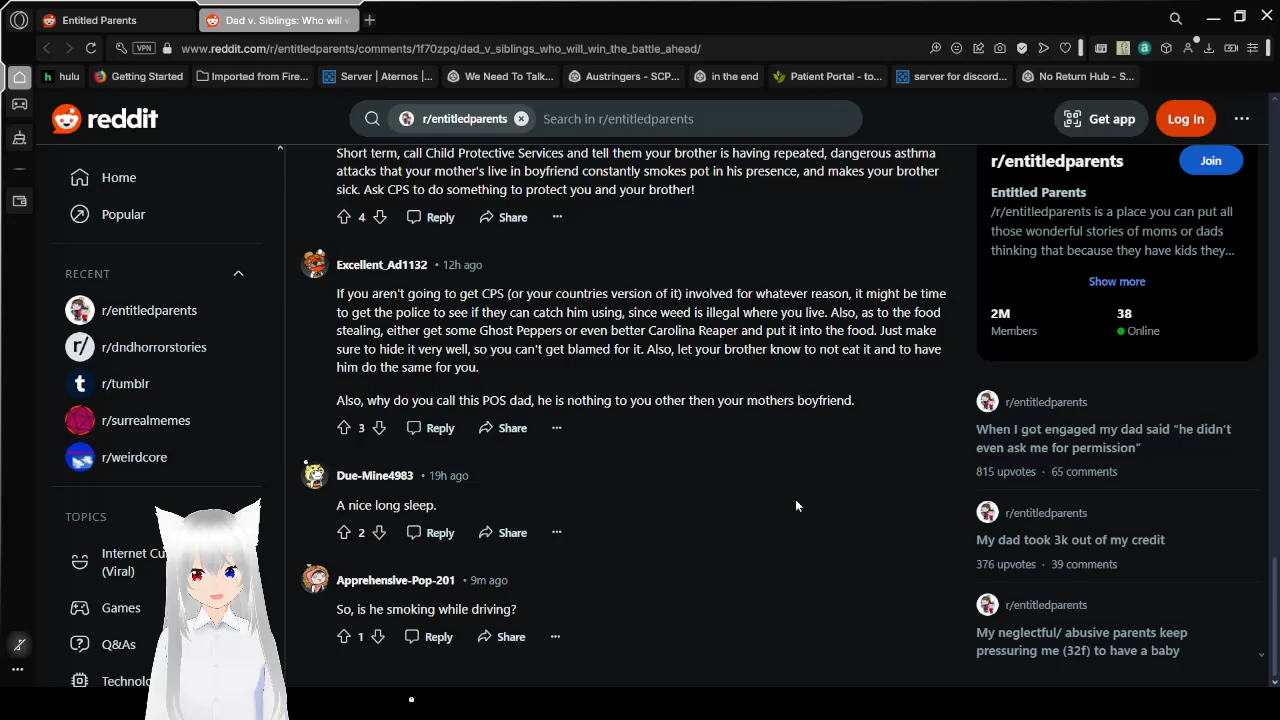 Entitled Parents
Dad v. Siblings: Who will
VPN
www.reddit.com/r/entitledparents/comments/1f70zpq/dad_v_siblings_who_will_win_the_battle_ahead/
hulu
Getting Started
Imported from Fire...
Server | Aternos |...
We Need To Talk...
Austringers - SCP...
in the end
Patient Portal - to...
server for discord...
No Return Hub - S...
reddit
r/entitledparents
Search in r/entitledparents
Get app
Log In
Home
Popular
RECENT
r/entitledparents
r/dndhorrorstories
r/tumblr
r/surrealmemes
r/weirdcore
TOPICS
Internet Cu
(Viral)
Games
Q&As
Technolo
Short term, call Child Protective Services and tell them your brother is having repeated, dangerous asthma
attacks that your mother's live in boyfriend constantly smokes pot in his presence, and makes your brother
sick. Ask CPS to do something to protect you and your brother!
4 Reply Share
Excellent_Ad1132 • 12h ago
If you aren't going to get CPS (or your countries version of it) involved for whatever reason, it might be time
to get the police to see if they can catch him using, since weed is illegal where you live. Also, as to the food
stealing, either get some Ghost Peppers or even better Carolina Reaper and put it into the food. Just make
sure to hide it very well, so you can't get blamed for it. Also, let your brother know to not eat it and to have
him do the same for you.
Also, why do you call this POS dad, he is nothing to you other then your mothers boyfriend.
3 Reply Share
Due-Mine4983 • 19h ago
A nice long sleep.
2 Reply Share
Apprehensive-Pop-201 • 9m ago
So, is he smoking while driving?
1 Reply Share
r/entitledparents
Join
Entitled Parents
/r/entitledparents is a place you can put all
those wonderful stories of moms or dads
thinking that because they have kids they...
Show more
2M 38
Members Online
r/entitledparents
When I got engaged my dad said "he didn't
even ask me for permission"
815 upvotes · 65 comments
r/entitledparents
My dad took 3k out of my credit
376 upvotes · 39 comments
r/entitledparents
My neglectful/ abusive parents keep
pressuring me (32f) to have a baby